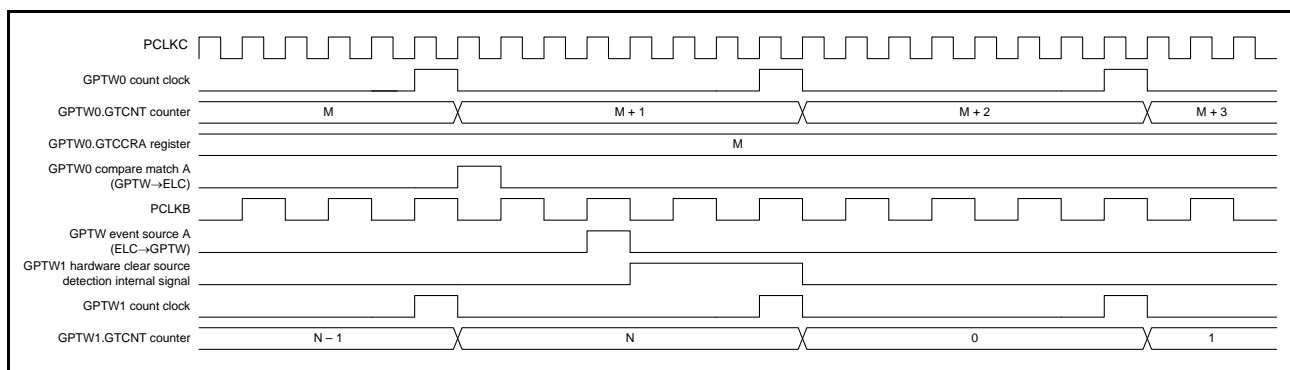 PCLKC
GPTW0 count clock
GPTW0.GTCNT counter
M
M + 1
M + 2
M + 3
GPTW0.GTCCRA register
M
GPTW0 compare match A
(GPTW→ELC)
PCLKB
GPTW event source A
(ELC→GPTW)
GPTW1 hardware clear source
detection internal signal
GPTW1 count clock
GPTW1.GTCNT counter
N – 1
N
0
1